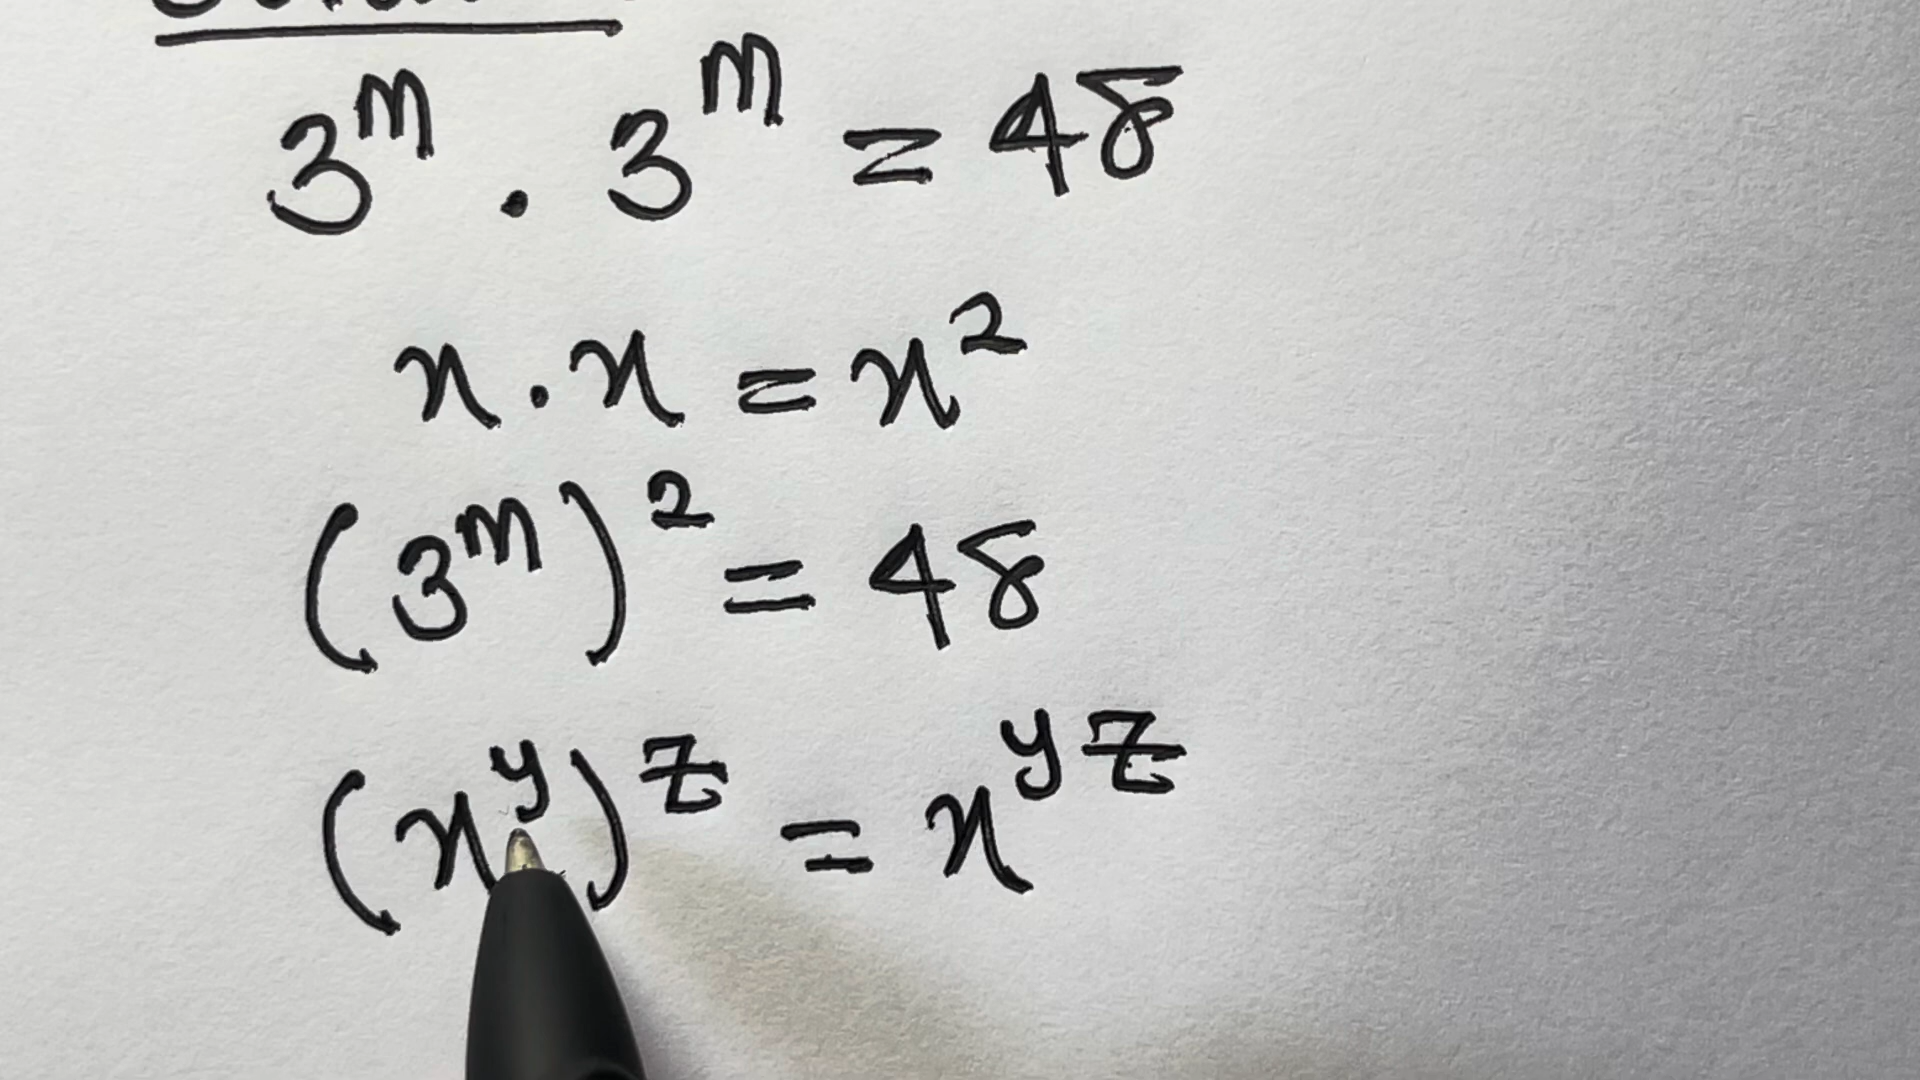 3^m . 3^m = 48
x . x = x^2
(3^m)^2 = 48
(x^y)^z = x^yz